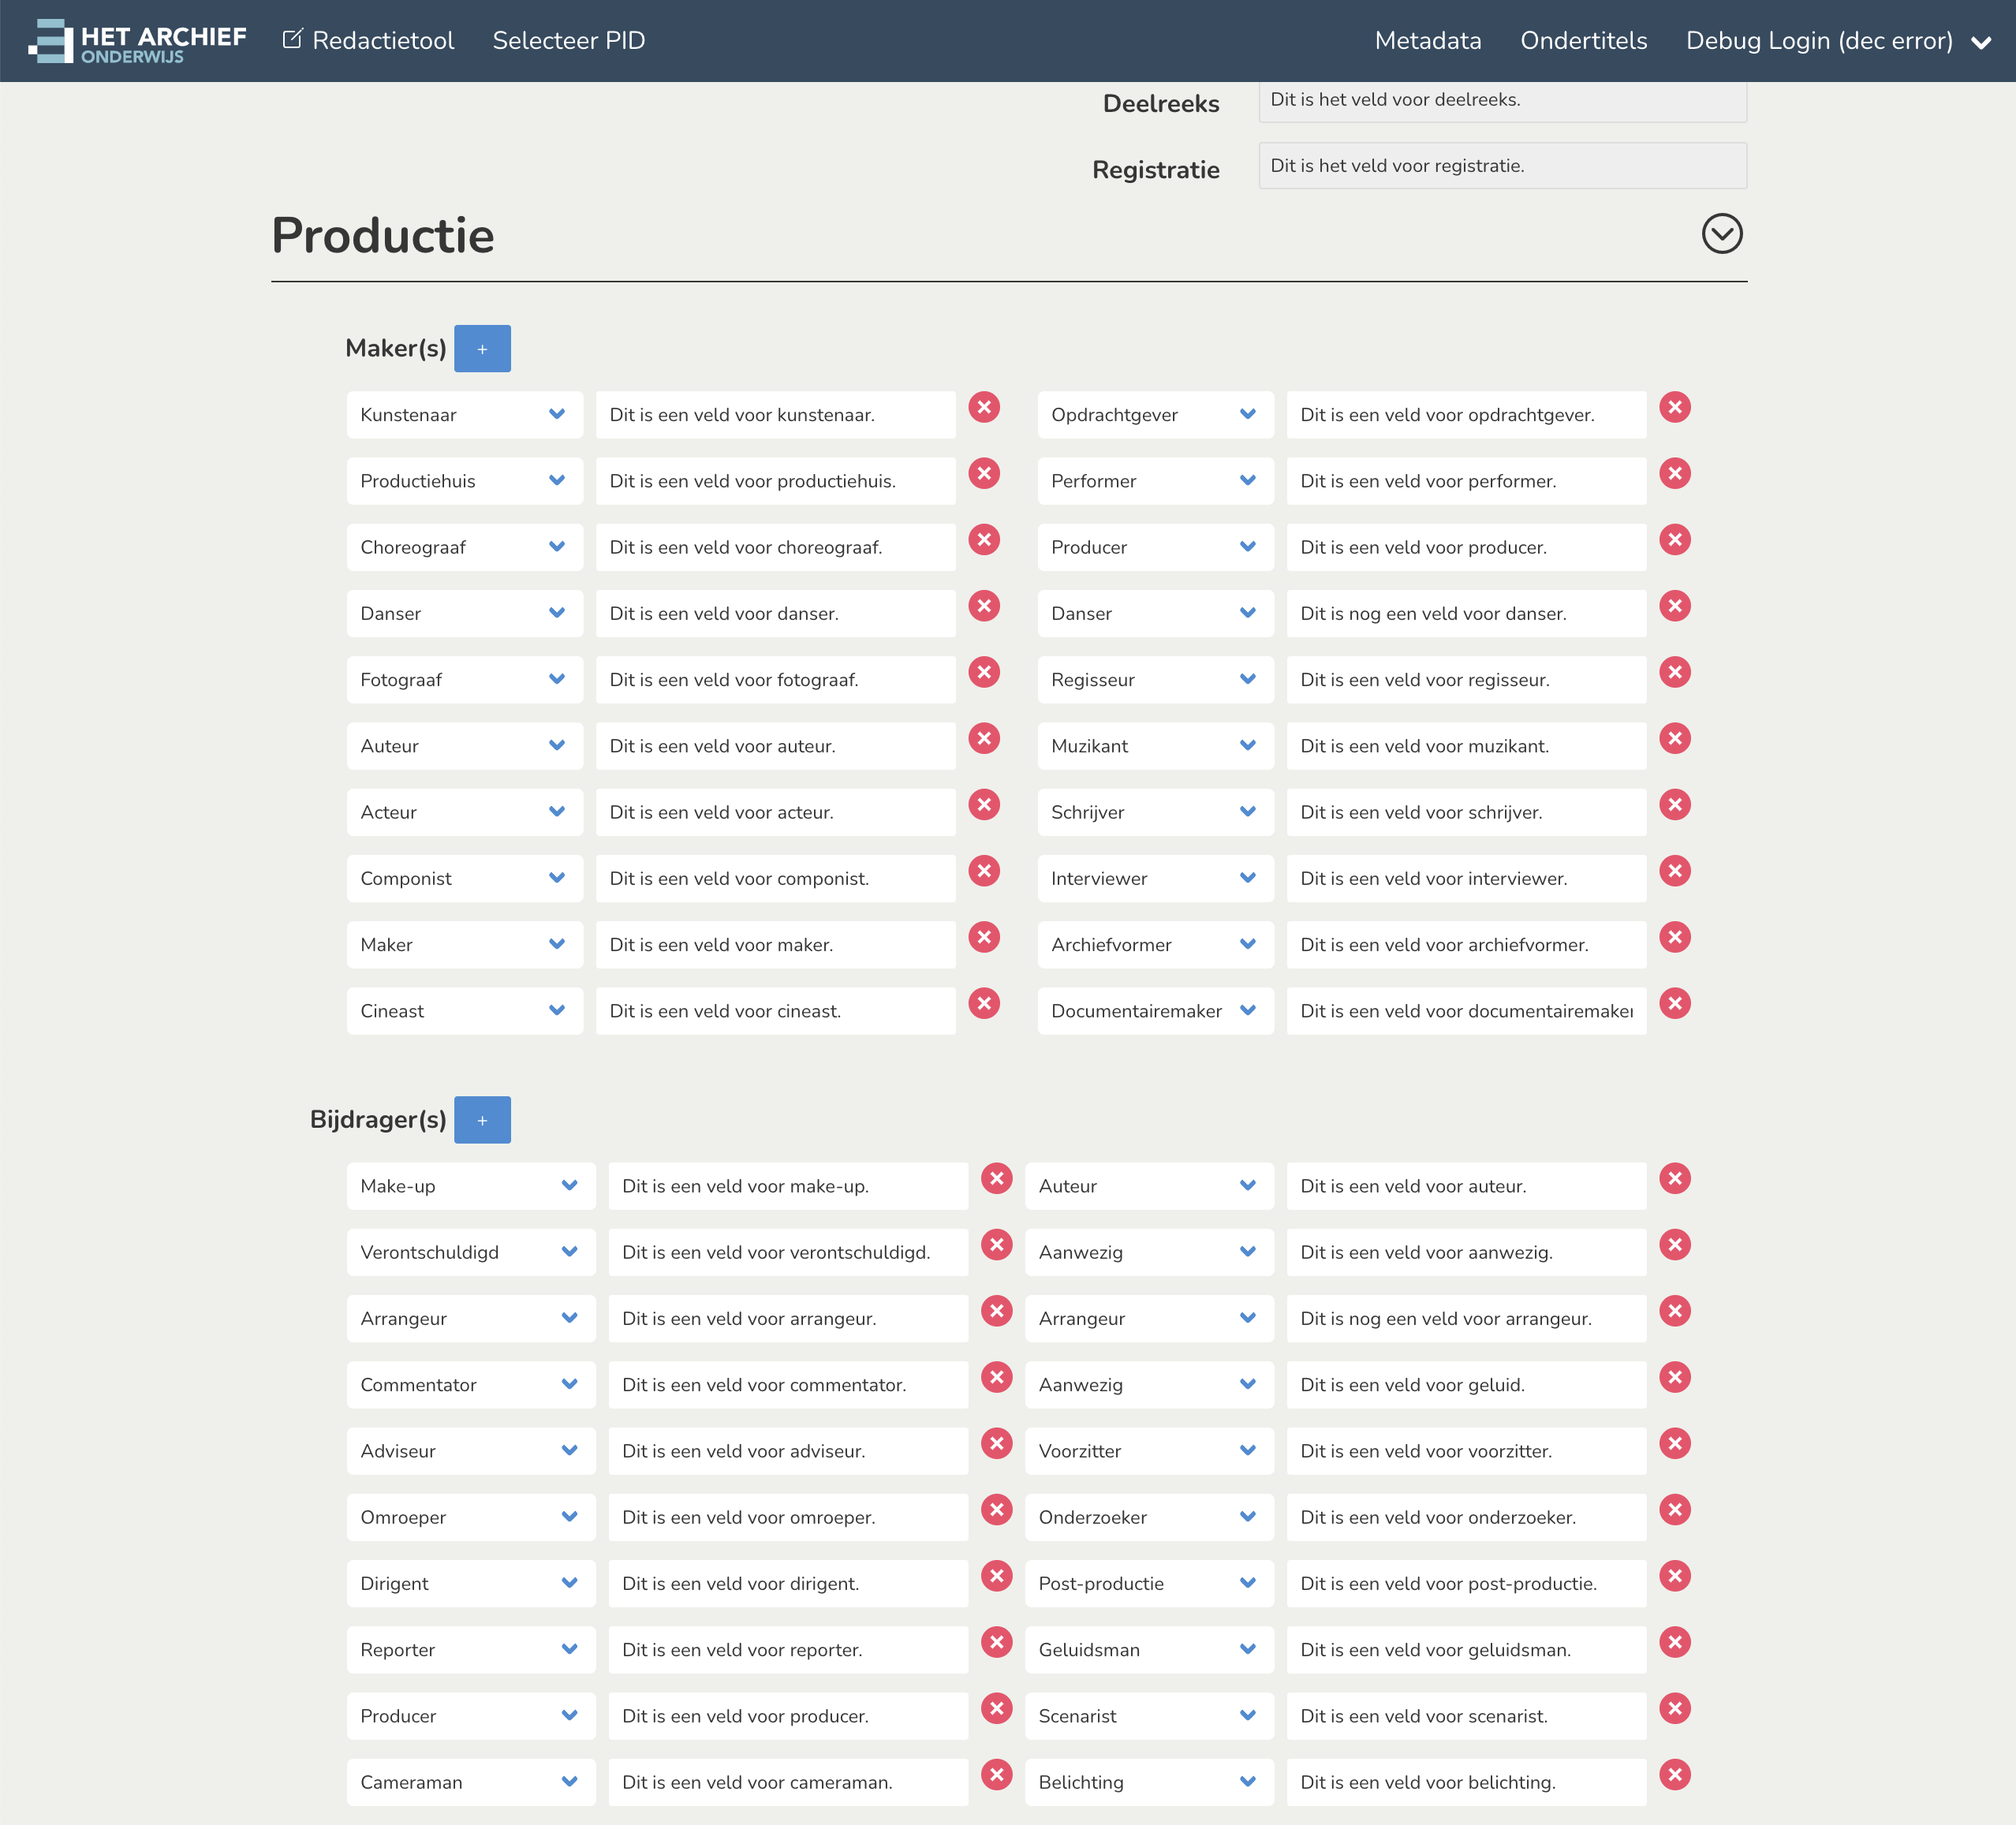 HET ARCHIEF
ONDERWIJS
Redactietool Selecteer PID Metadata Ondertitels Debug Login (dec error)
Deelreeks Dit is het veld voor deelreeks.
Registratie Dit is het veld voor registratie.
Productie
Maker(s) +
Kunstenaar Dit is een veld voor kunstenaar. Opdrachtgever Dit is een veld voor opdrachtgever.
Productiehuis Dit is een veld voor productiehuis. Performer Dit is een veld voor performer.
Choreograaf Dit is een veld voor choreograaf. Producer Dit is een veld voor producer.
Danser Dit is een veld voor danser. Danser Dit is nog een veld voor danser.
Fotograaf Dit is een veld voor fotograaf. Regisseur Dit is een veld voor regisseur.
Auteur Dit is een veld voor auteur. Muzikant Dit is een veld voor muzikant.
Acteur Dit is een veld voor acteur. Schrijver Dit is een veld voor schrijver.
Componist Dit is een veld voor componist. Interviewer Dit is een veld voor interviewer.
Maker Dit is een veld voor maker. Archiefvormer Dit is een veld voor archiefvormer.
Cineast Dit is een veld voor cineast. Documentairemaker Dit is een veld voor documentairemaker
Bijdrager(s) +
Make-up Dit is een veld voor make-up. Auteur Dit is een veld voor auteur.
Verontschuldigd Dit is een veld voor verontschuldigd. Aanwezig Dit is een veld voor aanwezig.
Arrangeur Dit is een veld voor arrangeur. Arrangeur Dit is nog een veld voor arrangeur.
Commentator Dit is een veld voor commentator. Aanwezig Dit is een veld voor geluid.
Adviseur Dit is een veld voor adviseur. Voorzitter Dit is een veld voor voorzitter.
Omroeper Dit is een veld voor omroeper. Onderzoeker Dit is een veld voor onderzoeker.
Dirigent Dit is een veld voor dirigent. Post-productie Dit is een veld voor post-productie.
Reporter Dit is een veld voor reporter. Geluidsman Dit is een veld voor geluidsman.
Producer Dit is een veld voor producer. Scenarist Dit is een veld voor scenarist.
Cameraman Dit is een veld voor cameraman. Belichting Dit is een veld voor belichting.